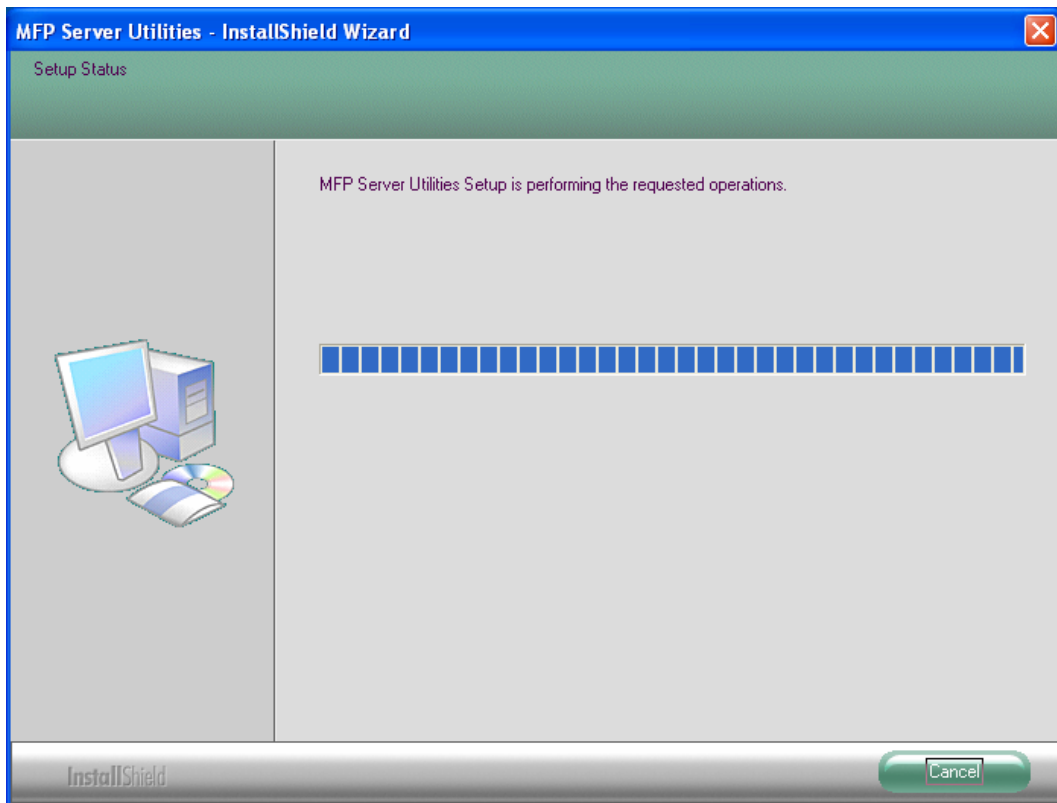 MFP Server Utilities - InstallShield Wizard
Setup Status
MFP Server Utilities Setup is performing the requested operations.
InstallShield
Cancel